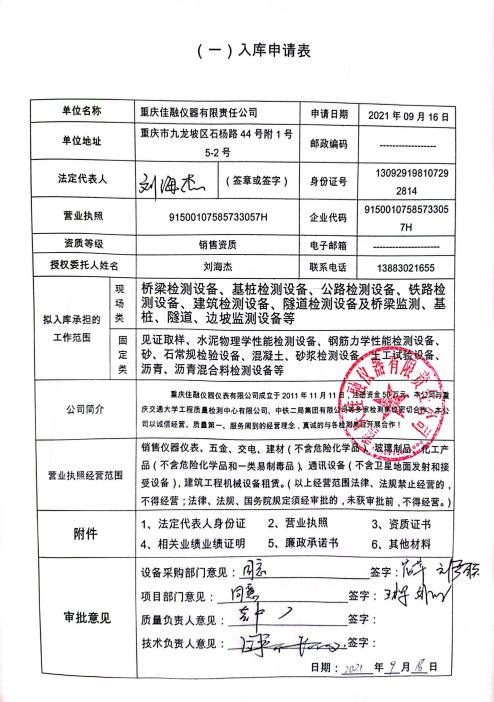 （一）入库申请表
单位名称 重庆佳融仪器有限责任公司 申请日期 2021 年 09 月 16 日
单位地址 重庆市九龙坡区石杨路 44 号附 1 号 5-2 号 邮政编码 ----------------
法定代表人 刘海杰 （签章或签字） 身份证号 130929198107292814
营业执照 91500107585733057H 企业代码 91500107585733057H
资质等级 销售资质 电子邮箱 ----------------
授权委托人姓名 刘海杰 联系电话 13883021655
拟入库承担的工作范围
现场类
桥梁检测设备、基桩检测设备、公路检测设备、铁路检
测设备、建筑检测设备、隧道检测设备及桥梁监测、基
桩、隧道、边坡监测设备等
固定类
见证取样、水泥物理学性能检测设备、钢筋力学性能检测设备、
砂、石常规检验设备、混凝土、砂浆检测设备、土工试验设备、
沥青、沥青混合料检测设备等
公司简介
重庆佳融仪器仪表有限公司成立于 2011 年 11 月 11 日，注册资金 50 万元。本公司与重
庆交通大学工程质量检测中心有限公司、中铁二局集团有限公司等多家检测单位密切合作。本公
司以诚信经营、质量第一、服务周到的经营理念，真诚的与各检测单位开展合作！
营业执照经营范围
销售仪器仪表、五金、交电、建材（不含危险化学品）、玻璃制品、化工产
品（不含危险化学品和一类易制毒品）、通讯设备（不含卫星地面发射和接
受设备），建筑工程机械设备租赁。（以上经营范围法律、法规禁止经营的，
不得经营；法律、法规、国务院规定须经审批的，未获审批前，不得经营。）
附件
1、法定代表人身份证 2、营业执照 3、资质证书
4、相关业绩业绩证明 5、廉政承诺书 6、其他材料
审批意见
设备采购部门意见：同意 签字：
项目部门意见：同意 签字：
质量负责人意见： 签字：
技术负责人意见： 签字：
日期：2021 年 9 月 16 日